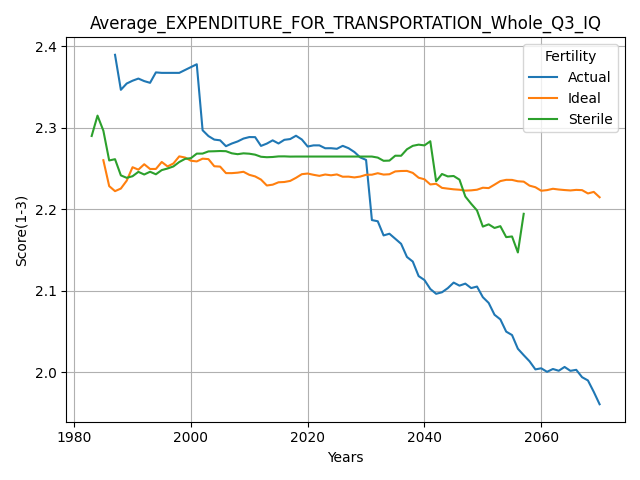 Average_EXPENDITURE_FOR_TRANSPORTATION_Whole_Q3_IQ
Fertility
Actual
Ideal
Sterile
Score(1-3)
2.4
2.3
2.2
2.1
2.0
1980
2000
2020
2040
2060
Years